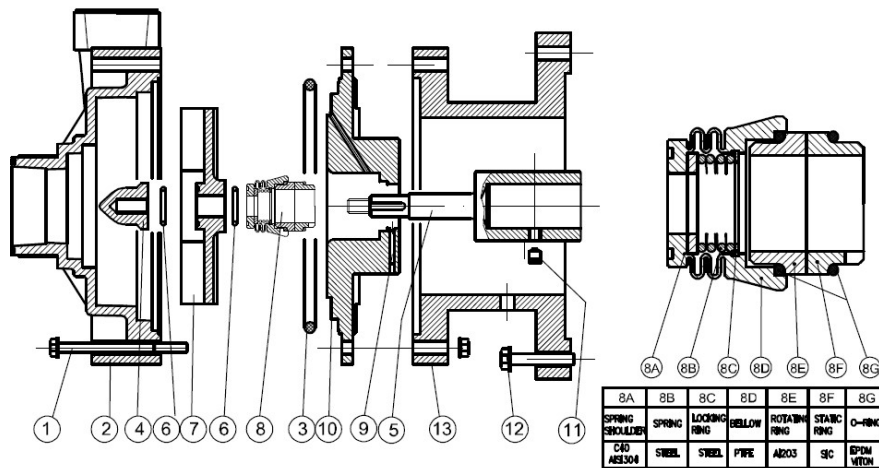 8A 8B 8C 8D 8E 8F 8G
1 2 4 6 7 6 8 3 10 9 5 13 12 11
8A 8B 8C 8D 8E 8F 8G
SPRING SHOULDER SPRING LOCKING RING BELLOW ROTATING RING STATIC RING O-RING
C40 AISI304 STEEL STEEL PTFE Al203 SIC EPDM VITON